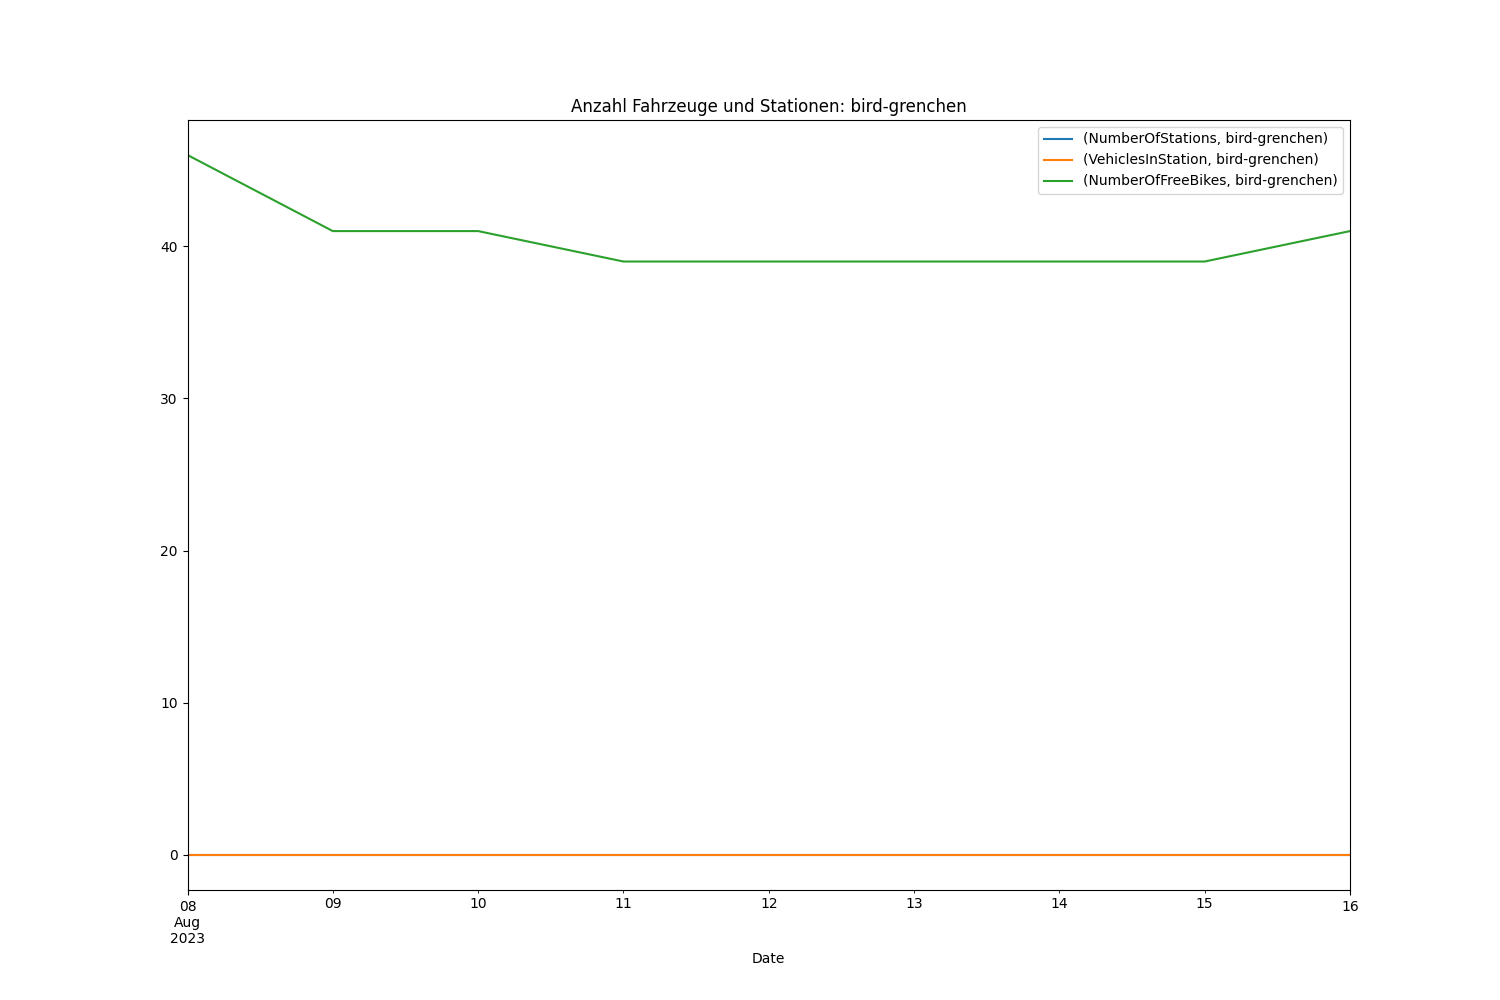 Anzahl Fahrzeuge und Stationen: bird-grenchen
(NumberOfStations, bird-grenchen)
(VehiclesInStation, bird-grenchen)
(NumberOfFreeBikes, bird-grenchen)
40
30
20
10
0
08 09 10 11 12 13 14 15 16
Aug
2023
Date